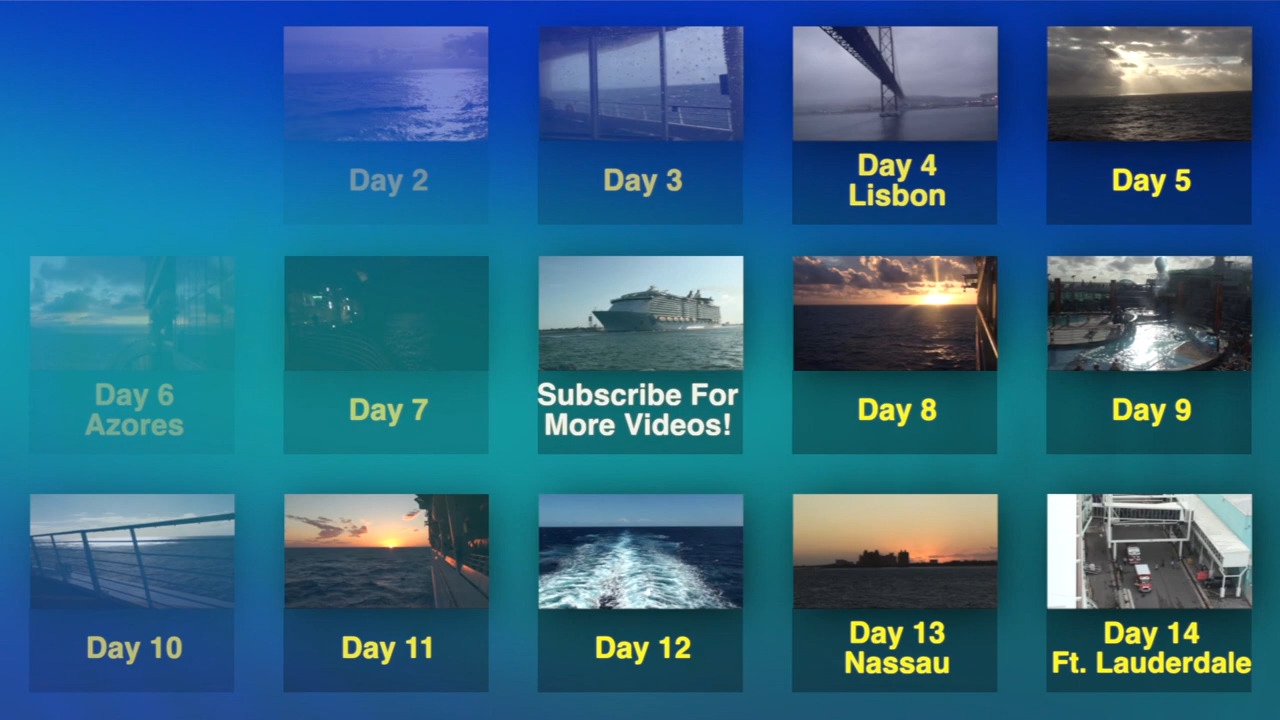 Day 2
Day 3
Day 4
Lisbon
Day 5
Day 6
Azores
Day 7
Subscribe For
More Videos!
Day 8
Day 9
Day 10
Day 11
Day 12
Day 13
Nassau
Day 14
Ft. Lauderdale